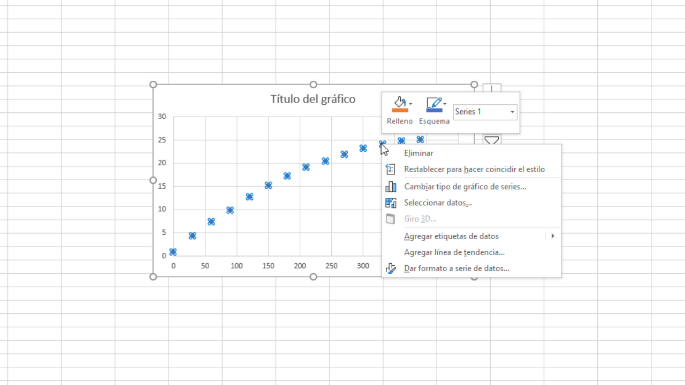 Título del gráfico
30
25
20
15
10
5
0
0 50 100 150 200 250 300
Relleno Esquema Series 1
Eliminar
Restablecer para hacer coincidir el estilo
Cambiar tipo de gráfico de series...
Seleccionar datos...
Giro 3D...
Agregar etiquetas de datos
Agregar línea de tendencia...
Dar formato a serie de datos...